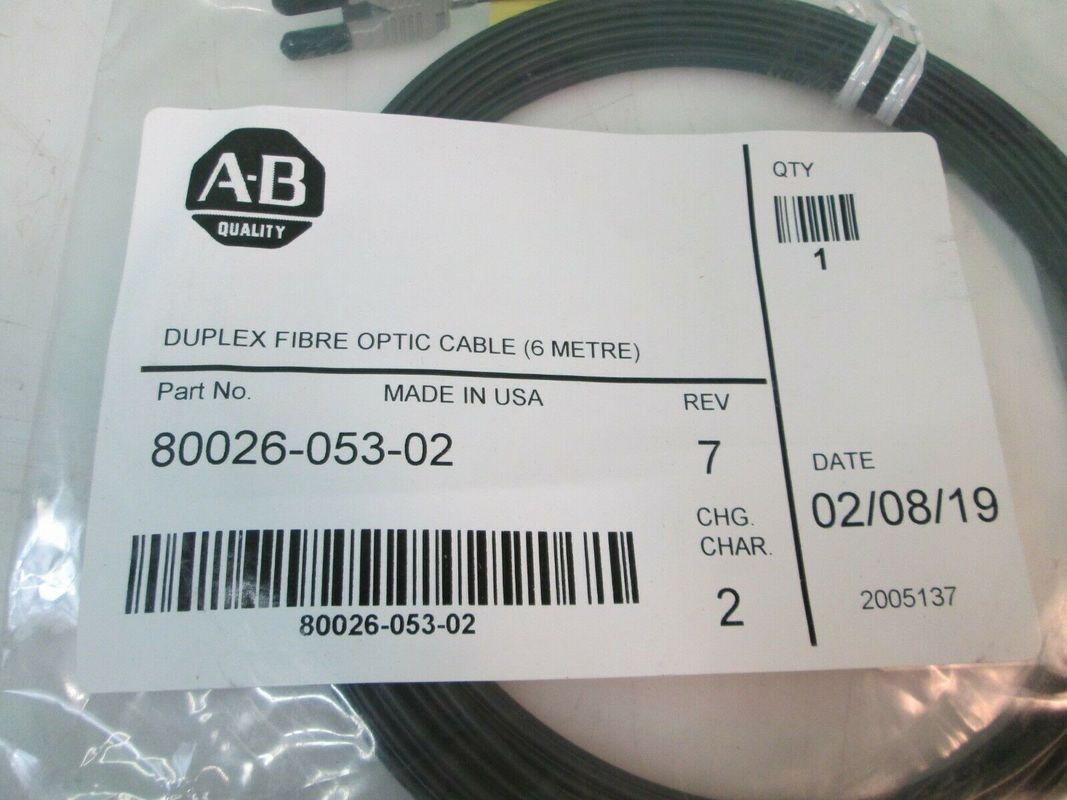 A-B
QUALITY
DUPLEX FIBRE OPTIC CABLE (6 METRE)
Part No. MADE IN USA
80026-053-02
80026-053-02
REV
7
CHG.
CHAR.
2
QTY
1
DATE
02/08/19
2005137